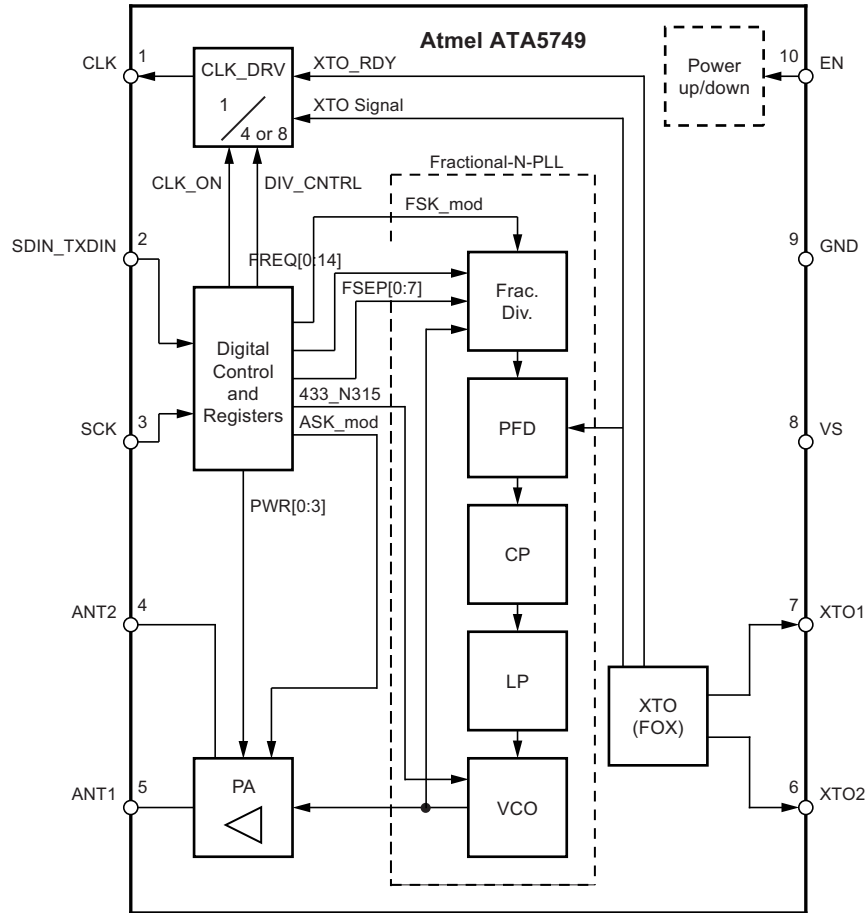 Atmel ATA5749
CLK
1
CLK_DRV
1
4 or 8
XTO_RDY
XTO Signal
Power
up/down
10
EN
CLK_ON
DIV_CNTRL
Fractional-N-PLL
FSK_mod
SDIN_TXDIN
2
FREQ[0:14]
FSEP[0:7]
Frac.
Div.
9
GND
Digital
Control
and
Registers
433_N315
ASK_mod
SCK
3
PFD
8
VS
PWR[0:3]
CP
ANT2
4
LP
XTO
(FOX)
7
XTO1
ANT1
5
PA
VCO
6
XTO2